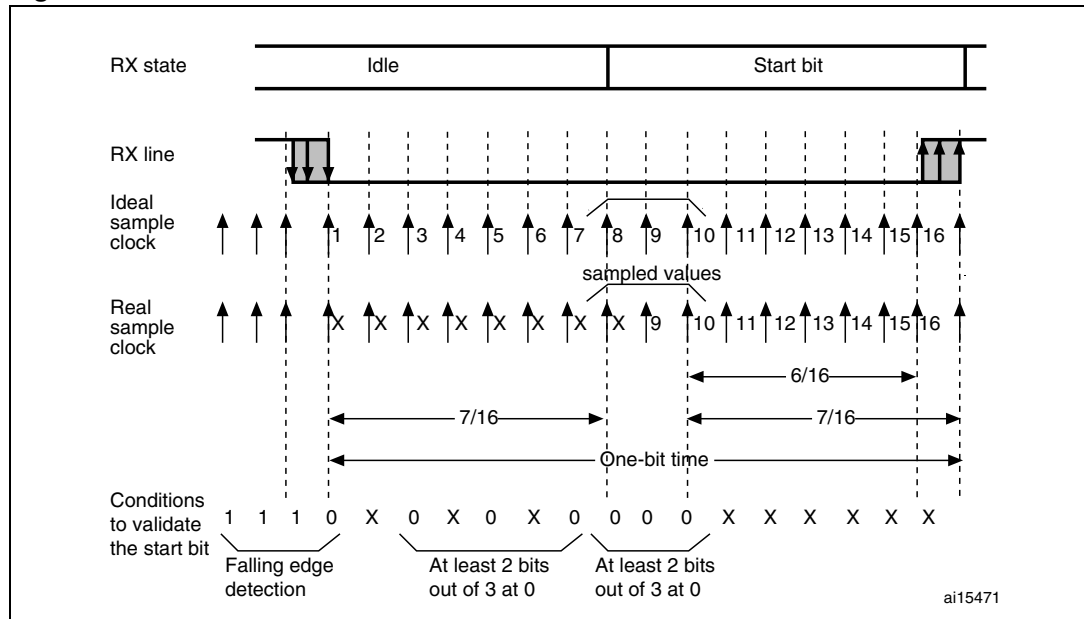 RX state
Idle
Start bit
RX line
Ideal
sample
clock
1 2 3 4 5 6 7 8 9 10 11 12 13 14 15 16
sampled values
Real
sample
clock
X X X X X X X X 9 10 11 12 13 14 15 16
6/16
7/16
7/16
One-bit time
Conditions
to validate
the start bit
1 1 1 0 X 0 X 0 X 0 0 0 0 X X X X X X
Falling edge
detection
At least 2 bits
out of 3 at 0
At least 2 bits
out of 3 at 0
ai15471